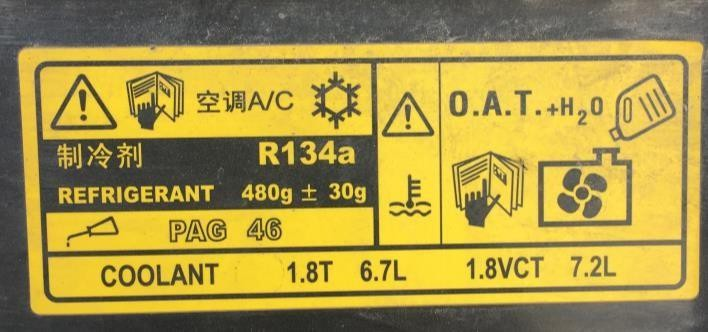 空调A/C
制冷剂 R134a
REFRIGERANT 480g ± 30g
PAG 46
O.A.T.+H₂O
COOLANT 1.8T 6.7L 1.8VCT 7.2L